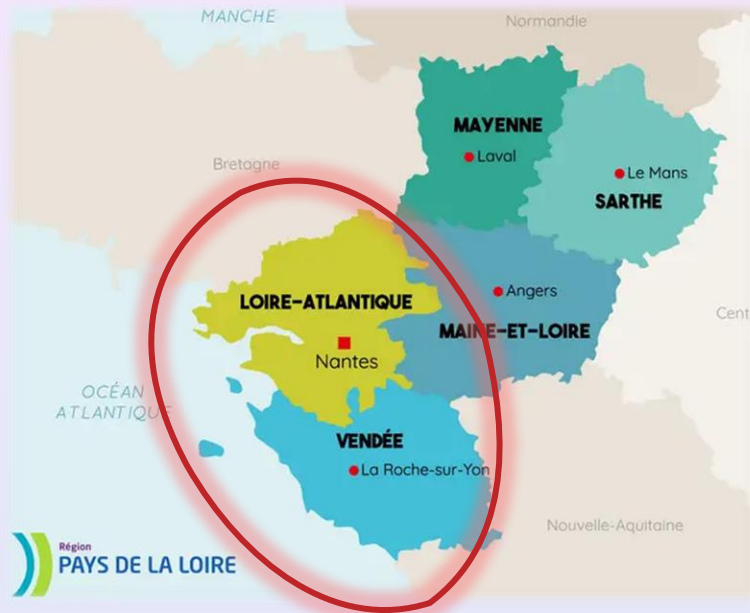 MANCHE
Normandie
MAYENNE
Laval
Bretagne
Le Mans
SARTHE
LOIRE-ATLANTIQUE
Angers
Cent
MAINE-ET-LOIRE
Nantes
OCÉAN
ATLANTIQUE
VENDÉE
La Roche-sur-Yon
Nouvelle-Aquitaine
Région
PAYS DE LA LOIRE